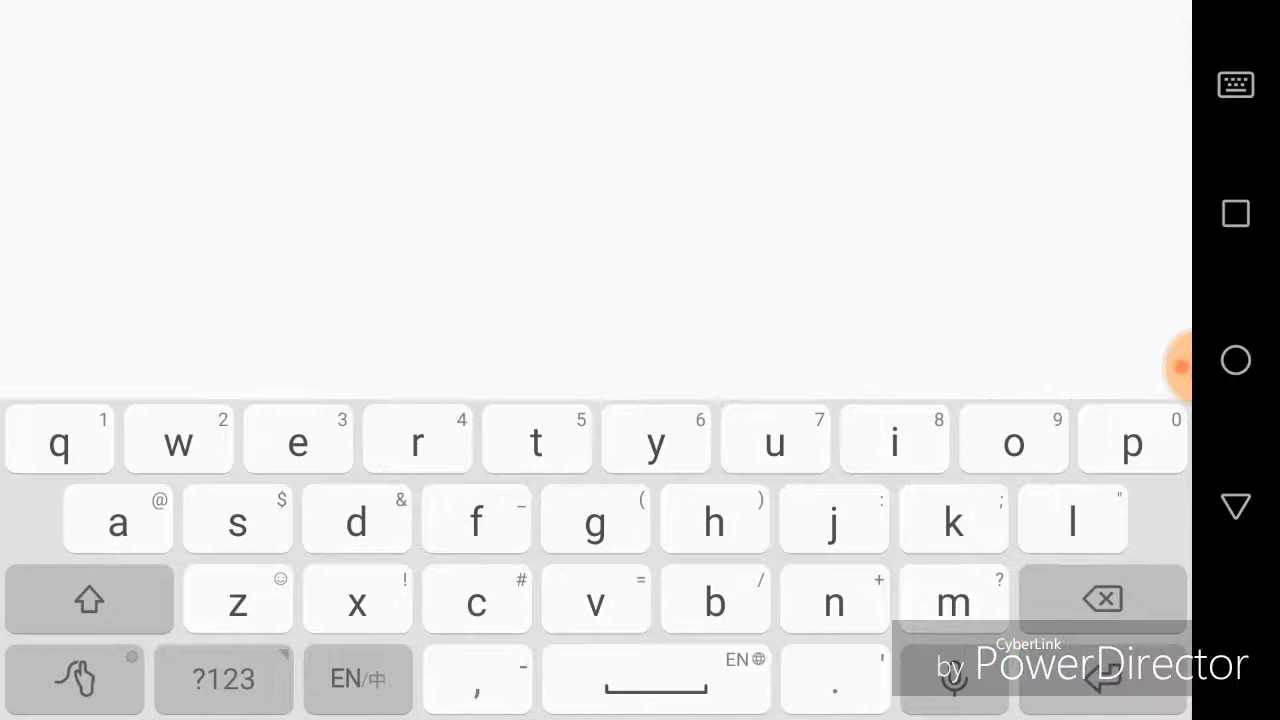 q 1 w 2 e 3 r 4 t 5 y 6 u 7 i 8 o 9 p 0
a @ s $ d & f _ g ( h ) j : k ; l "
z x ! c # v = b / n + m ?
?123 EN/中 , - EN . '
CyberLink
by PowerDirector